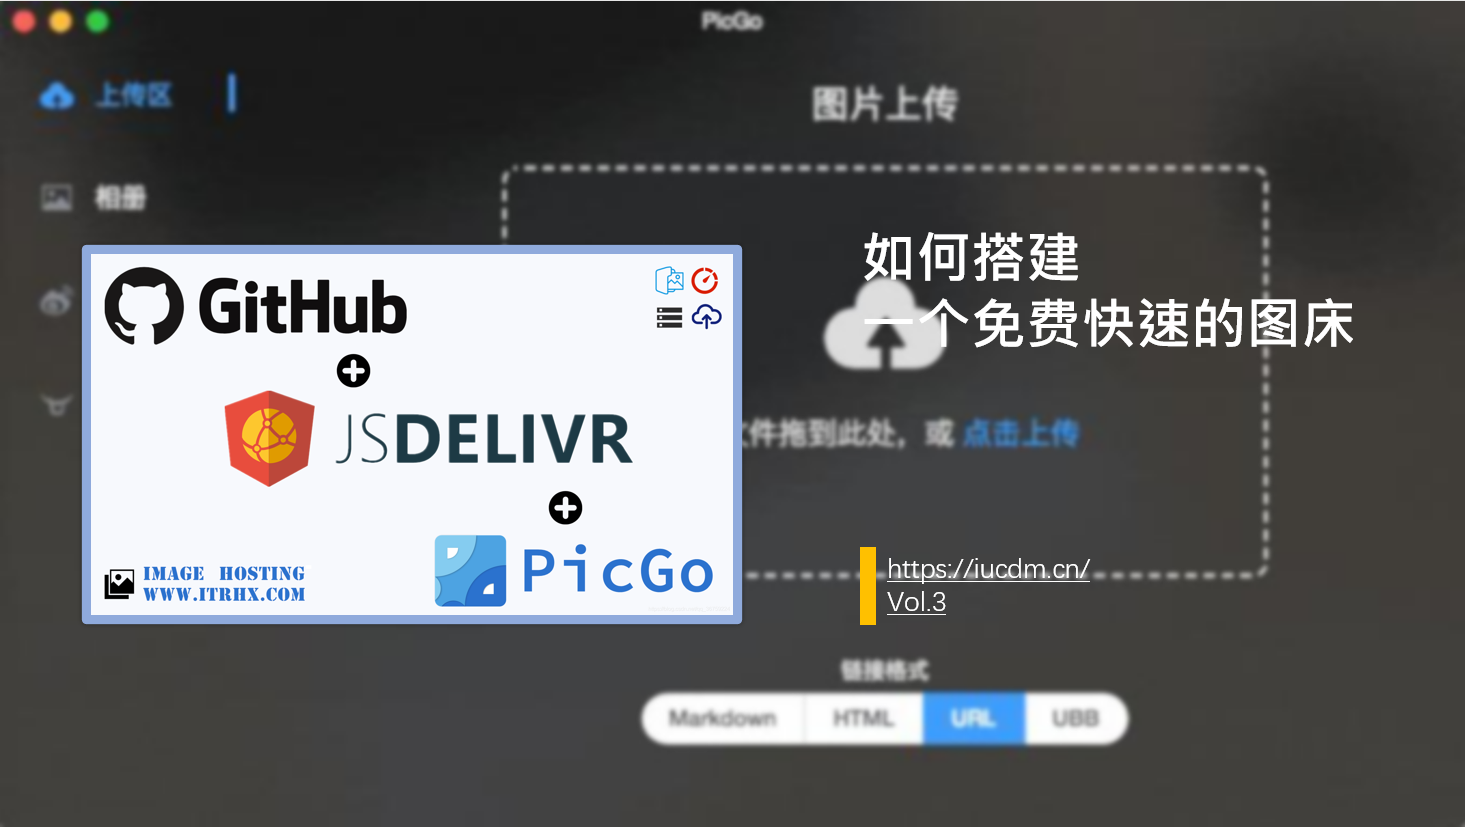 PicGo
上传区
图片上传
相册
如何搭建
一个免费快速的图床
GitHub
JSDELIVR
文件拖到此处，或 点击上传
PicGo
IMAGE HOSTING
WWW.ITRHX.COM
https://iucdm.cn/
Vol.3
链接格式
Markdown HTML URL UBB